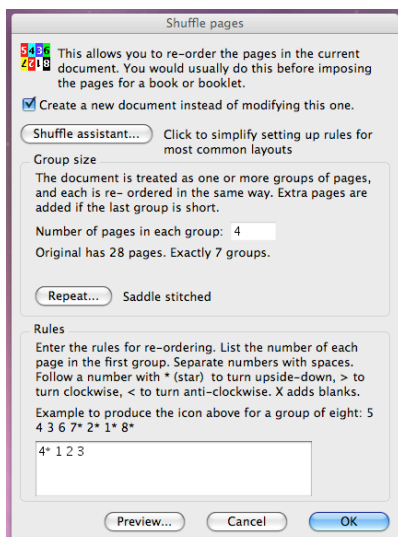 Shuffle pages
5 4 3 6
7 2 1 8
This allows you to re-order the pages in the current
document. You would usually do this before imposing
the pages for a book or booklet.
Create a new document instead of modifying this one.
Shuffle assistant... Click to simplify setting up rules for
most common layouts
Group size
The document is treated as one or more groups of pages,
and each is re- ordered in the same way. Extra pages are
added if the last group is short.
Number of pages in each group: 4
Original has 28 pages. Exactly 7 groups.
Repeat... Saddle stitched
Rules
Enter the rules for re-ordering. List the number of each
page in the first group. Separate numbers with spaces.
Follow a number with * (star) to turn upside-down, > to
turn clockwise, < to turn anti-clockwise. X adds blanks.
Example to produce the icon above for a group of eight: 5
4 3 6 7* 2* 1* 8*
4* 1 2 3
Preview... Cancel OK